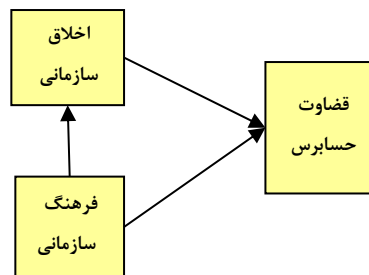 اخلاق
سازمانی
قضاوت
حسابرس
فرهنگ
سازمانی